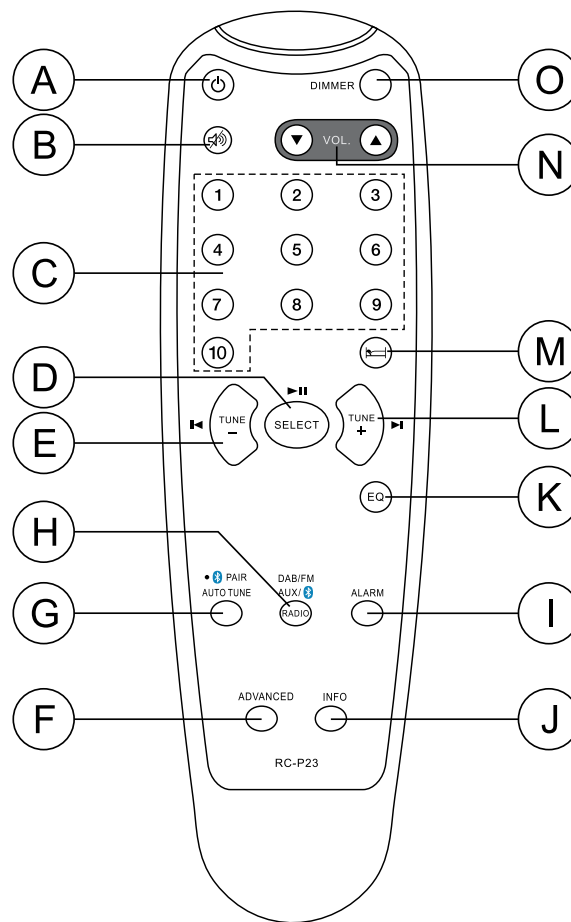 A
DIMMER
O
B
VOL.
N
1 2 3
C
4 5 6
7 8 9
10
M
D
TUNE
−
SELECT
TUNE
+
L
E
EQ
K
H
PAIR
AUTO TUNE
DAB/FM
AUX/
RADIO
ALARM
G
I
ADVANCED
INFO
F
J
RC-P23